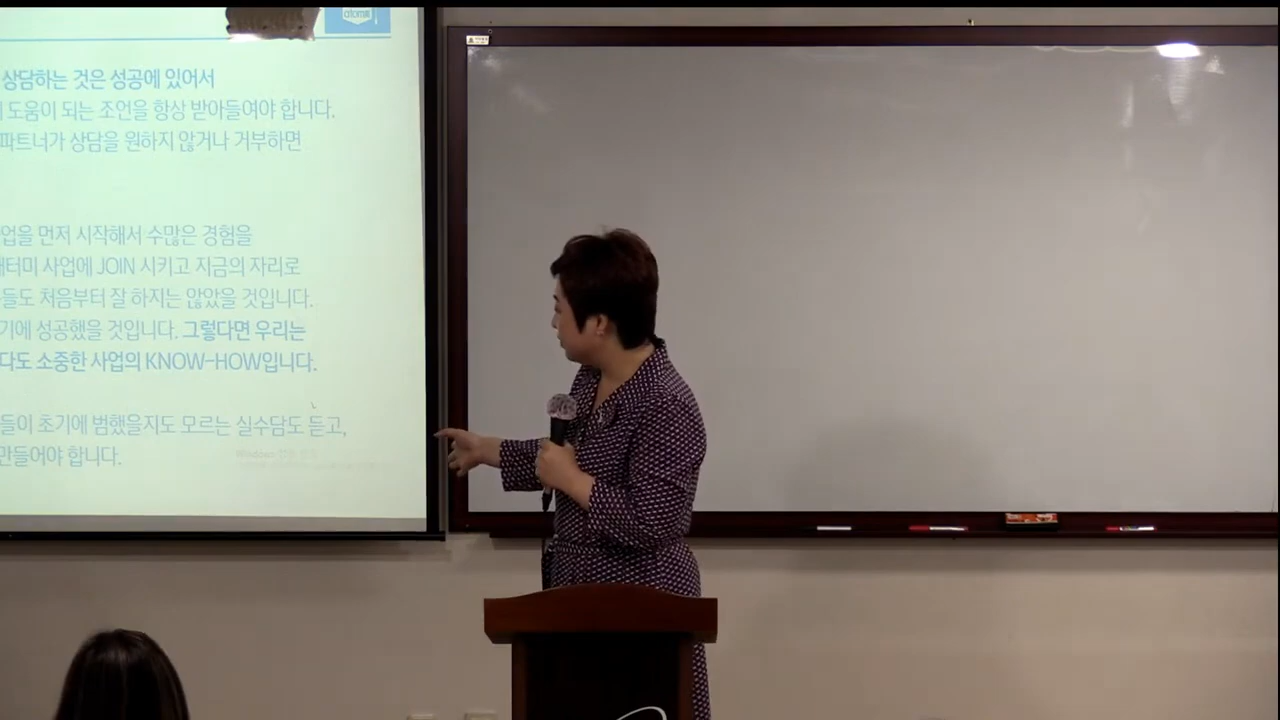 atomy
상담하는 것은 성공에 있어서
도움이 되는 조언을 항상 받아들여야 합니다.
파트너가 상담을 원하지 않거나 거부하면
업을 먼저 시작해서 수많은 경험을
애터미 사업에 JOIN 시키고 지금의 자리로
들도 처음부터 잘 하지는 않았을 것입니다.
기에 성공했을 것입니다. 그렇다면 우리는
다도 소중한 사업의 KNOW-HOW입니다.
들이 초기에 범했을지도 모르는 실수담도 듣고,
만들어야 합니다.
Windows